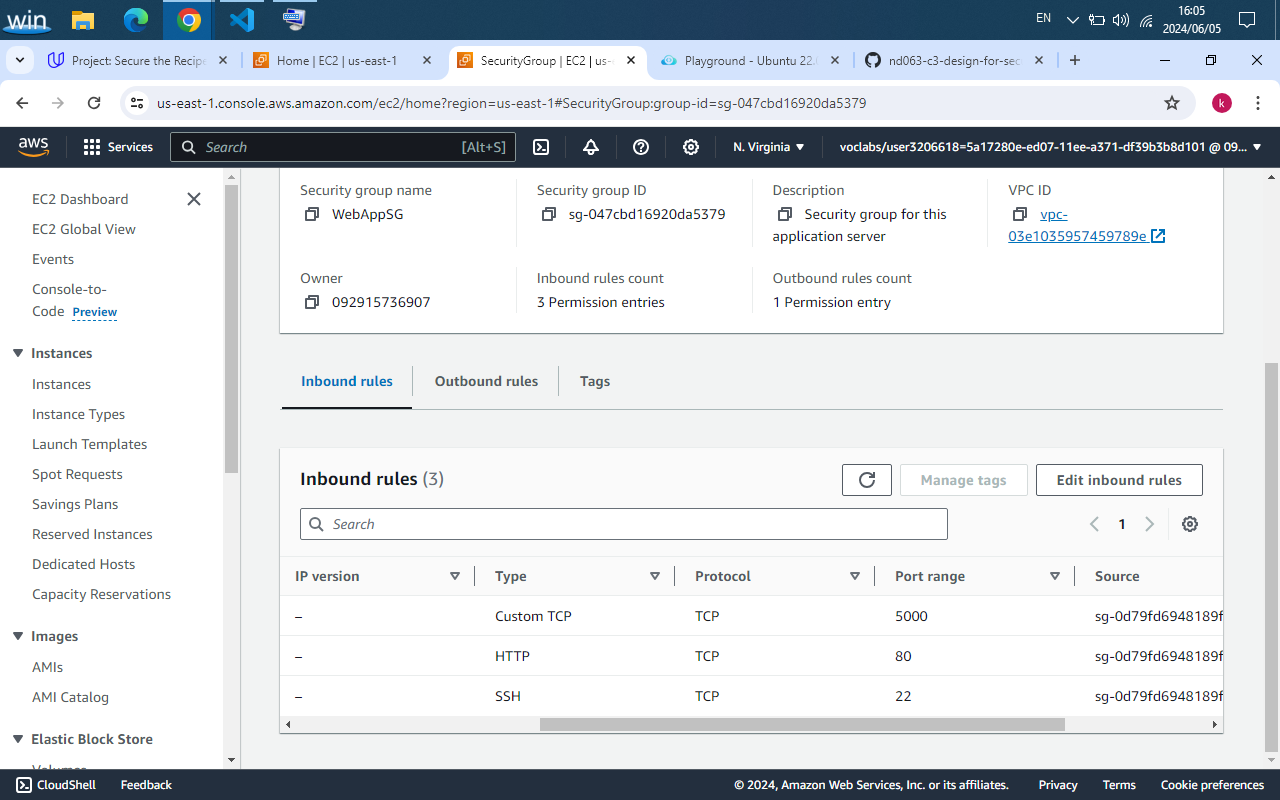 win
EN
16:05
2024/06/05
Project: Secure the Recipe
Home | EC2 | us-east-1
SecurityGroup | EC2 | us-
Playground - Ubuntu 22.
nd063-c3-design-for-sec
us-east-1.console.aws.amazon.com/ec2/home?region=us-east-1#SecurityGroup:group-id=sg-047cbd16920da5379
k
aws
Services
Search
[Alt+S]
N. Virginia
voclabs/user3206618=5a17280e-ed07-11ee-a371-df39b3b8d101 @ 09...
EC2 Dashboard
EC2 Global View
Events
Console-to-
Code Preview
Instances
Instances
Instance Types
Launch Templates
Spot Requests
Savings Plans
Reserved Instances
Dedicated Hosts
Capacity Reservations
Images
AMIs
AMI Catalog
Elastic Block Store
Volumes
Security group name
WebAppSG
Security group ID
sg-047cbd16920da5379
Description
Security group for this
application server
VPC ID
vpc-
03e1035957459789e
Owner
092915736907
Inbound rules count
3 Permission entries
Outbound rules count
1 Permission entry
Inbound rules
Outbound rules
Tags
Inbound rules (3)
Manage tags
Edit inbound rules
Search
1
IP version Type Protocol Port range Source
– Custom TCP TCP 5000 sg-0d79fd6948189f
– HTTP TCP 80 sg-0d79fd6948189f
– SSH TCP 22 sg-0d79fd6948189f
CloudShell
Feedback
© 2024, Amazon Web Services, Inc. or its affiliates.
Privacy
Terms
Cookie preferences